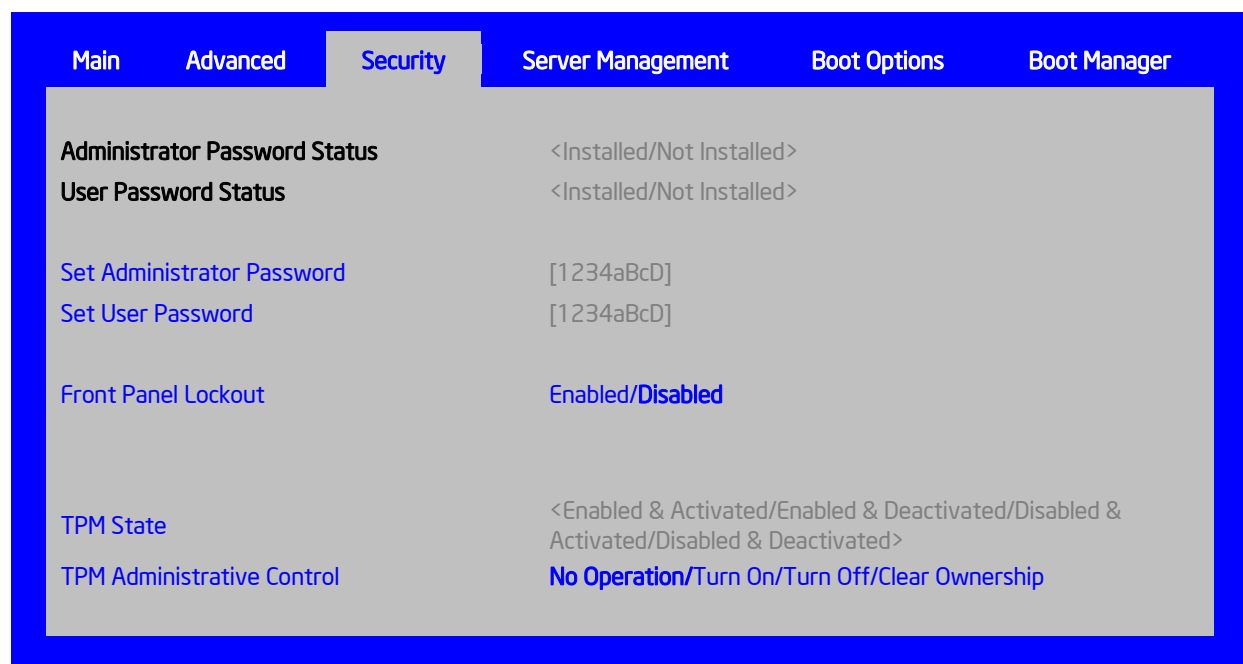 Main Advanced Security Server Management Boot Options Boot Manager
Administrator Password Status <Installed/Not Installed>
User Password Status <Installed/Not Installed>
Set Administrator Password [1234aBcD]
Set User Password [1234aBcD]
Front Panel Lockout Enabled/Disabled
TPM State <Enabled & Activated/Enabled & Deactivated/Disabled &
Activated/Disabled & Deactivated>
TPM Administrative Control No Operation/Turn On/Turn Off/Clear Ownership